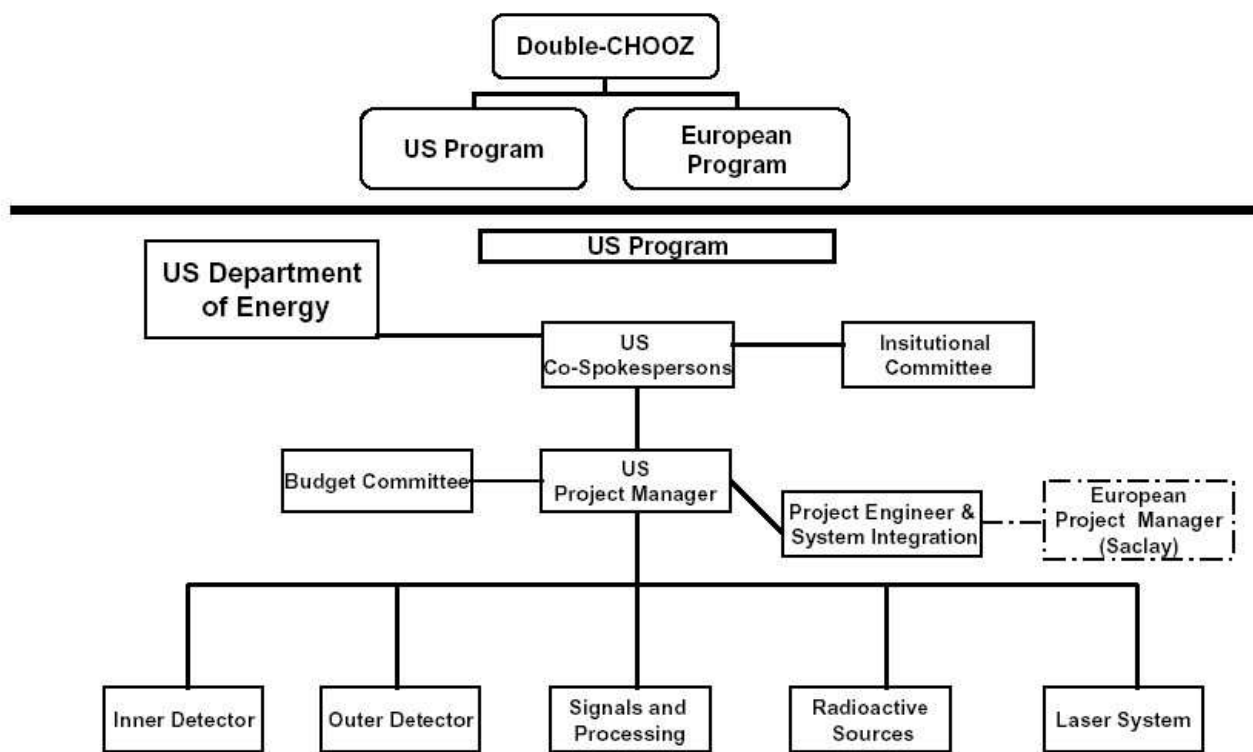 Double-CHOOZ
US Program
European
Program
US Program
US Department
of Energy
US
Co-Spokespersons
Insitutional
Committee
Budget Committee
US
Project Manager
Project Engineer &
System Integration
European
Project Manager
(Saclay)
Inner Detector
Outer Detector
Signals and
Processing
Radioactive
Sources
Laser System